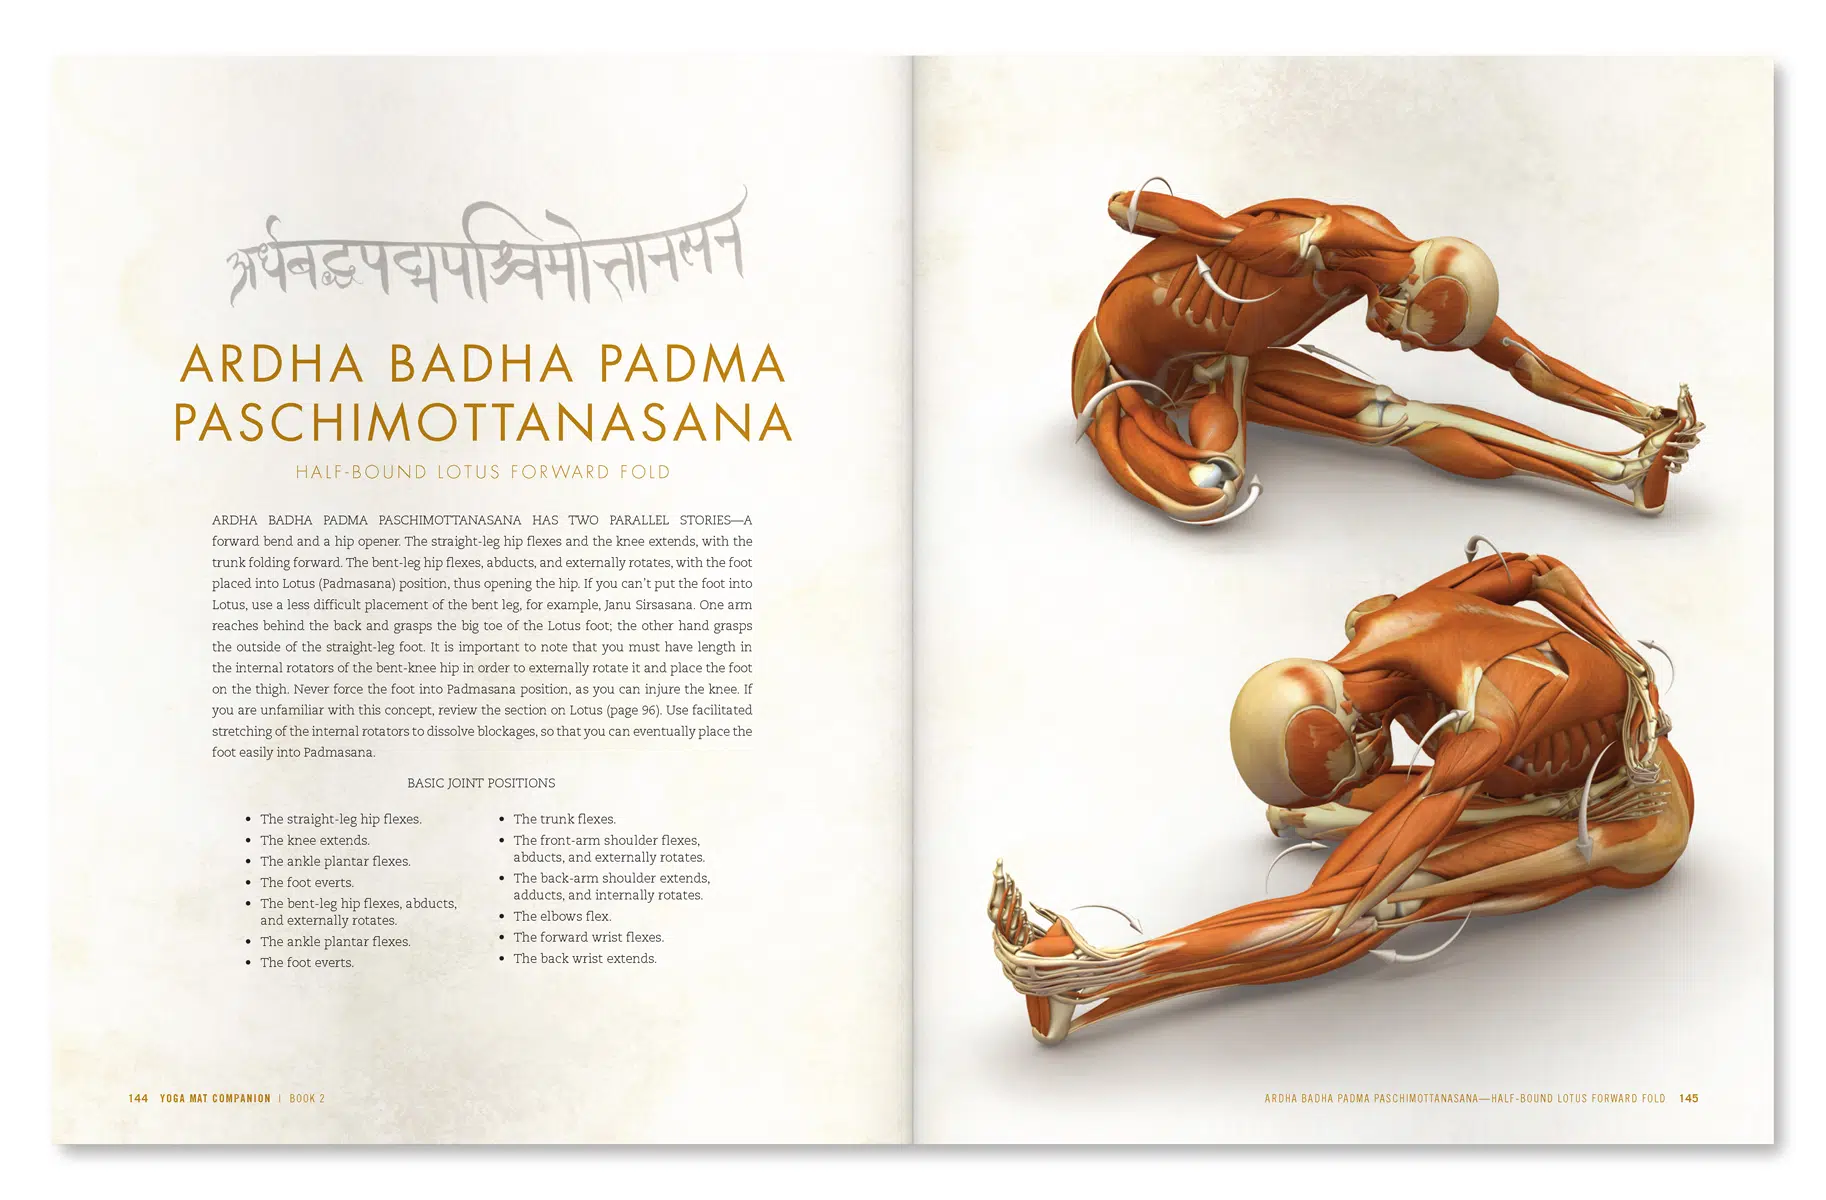 अर्धबद्धपद्मपश्चिमोत्तानसन
ARDHA BADHA PADMA
PASCHIMOTTANASANA
HALF-BOUND LOTUS FORWARD FOLD
ARDHA BADHA PADMA PASCHIMOTTANASANA HAS TWO PARALLEL STORIES—A
forward bend and a hip opener. The straight-leg hip flexes and the knee extends, with the
trunk folding forward. The bent-leg hip flexes, abducts, and externally rotates, with the foot
placed into Lotus (Padmasana) position, thus opening the hip. If you can't put the foot into
Lotus, use a less difficult placement of the bent leg, for example, Janu Sirsasana. One arm
reaches behind the back and grasps the big toe of the Lotus foot; the other hand grasps
the outside of the straight-leg foot. It is important to note that you must have length in
the internal rotators of the bent-knee hip in order to externally rotate it and place the foot
on the thigh. Never force the foot into Padmasana position, as you can injure the knee. If
you are unfamiliar with this concept, review the section on Lotus (page 96). Use facilitated
stretching of the internal rotators to dissolve blockages, so that you can eventually place the
foot easily into Padmasana.
BASIC JOINT POSITIONS
• The straight-leg hip flexes.
• The knee extends.
• The ankle plantar flexes.
• The foot everts.
• The bent-leg hip flexes, abducts,
and externally rotates.
• The ankle plantar flexes.
• The foot everts.
• The trunk flexes.
• The front-arm shoulder flexes,
abducts, and externally rotates.
• The back-arm shoulder extends,
adducts, and internally rotates.
• The elbows flex.
• The forward wrist flexes.
• The back wrist extends.
144 YOGA MAT COMPANION | BOOK 2
ARDHA BADHA PADMA PASCHIMOTTANASANA—HALF-BOUND LOTUS FORWARD FOLD 145